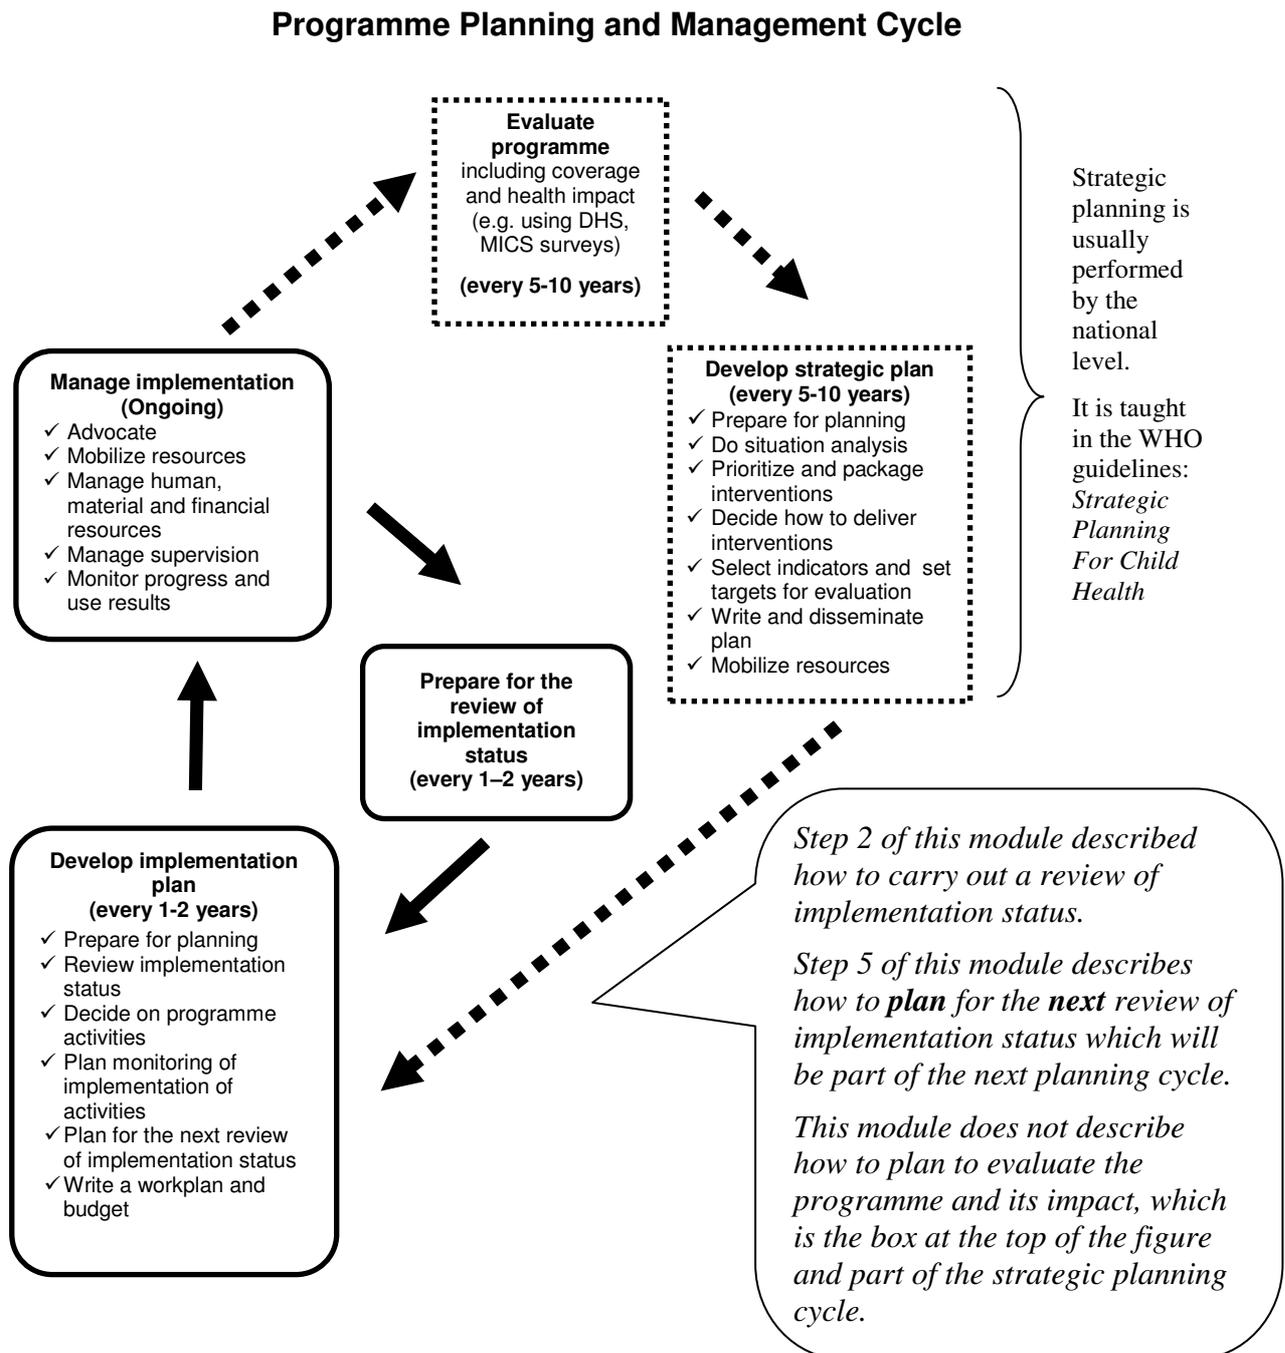 Programme Planning and Management Cycle
Evaluate
programme
including coverage
and health impact
(e.g. using DHS,
MICS surveys)
(every 5-10 years)
Strategic
planning is
usually
performed
by the
national
level.
It is taught
in the WHO
guidelines:
Strategic
Planning
For Child
Health
Manage implementation
(Ongoing)
✓ Advocate
✓ Mobilize resources
✓ Manage human,
material and financial
resources
✓ Manage supervision
✓ Monitor progress and
use results
Develop strategic plan
(every 5-10 years)
✓ Prepare for planning
✓ Do situation analysis
✓ Prioritize and package
interventions
✓ Decide how to deliver
interventions
✓ Select indicators and set
targets for evaluation
✓ Write and disseminate
plan
✓ Mobilize resources
Prepare for the
review of
implementation
status
(every 1–2 years)
Develop implementation
plan
(every 1-2 years)
✓ Prepare for planning
✓ Review implementation
status
✓ Decide on programme
activities
✓ Plan monitoring of
implementation of
activities
✓ Plan for the next review
of implementation status
✓ Write a workplan and
budget
Step 2 of this module described
how to carry out a review of
implementation status.
Step 5 of this module describes
how to plan for the next review of
implementation status which will
be part of the next planning cycle.
This module does not describe
how to plan to evaluate the
programme and its impact, which
is the box at the top of the figure
and part of the strategic planning
cycle.